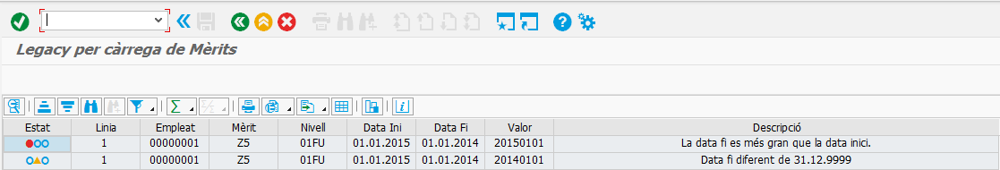 Legacy per càrrega de Mèrits
Estat Linia Empleat Mèrit Nivell Data Ini Data Fi Valor Descripció
1 00000001 Z5 01FU 01.01.2015 01.01.2014 20150101 La data fi es més gran que la data inici.
1 00000001 Z5 01FU 01.01.2015 01.01.2014 20140101 Data fi diferent de 31.12.9999